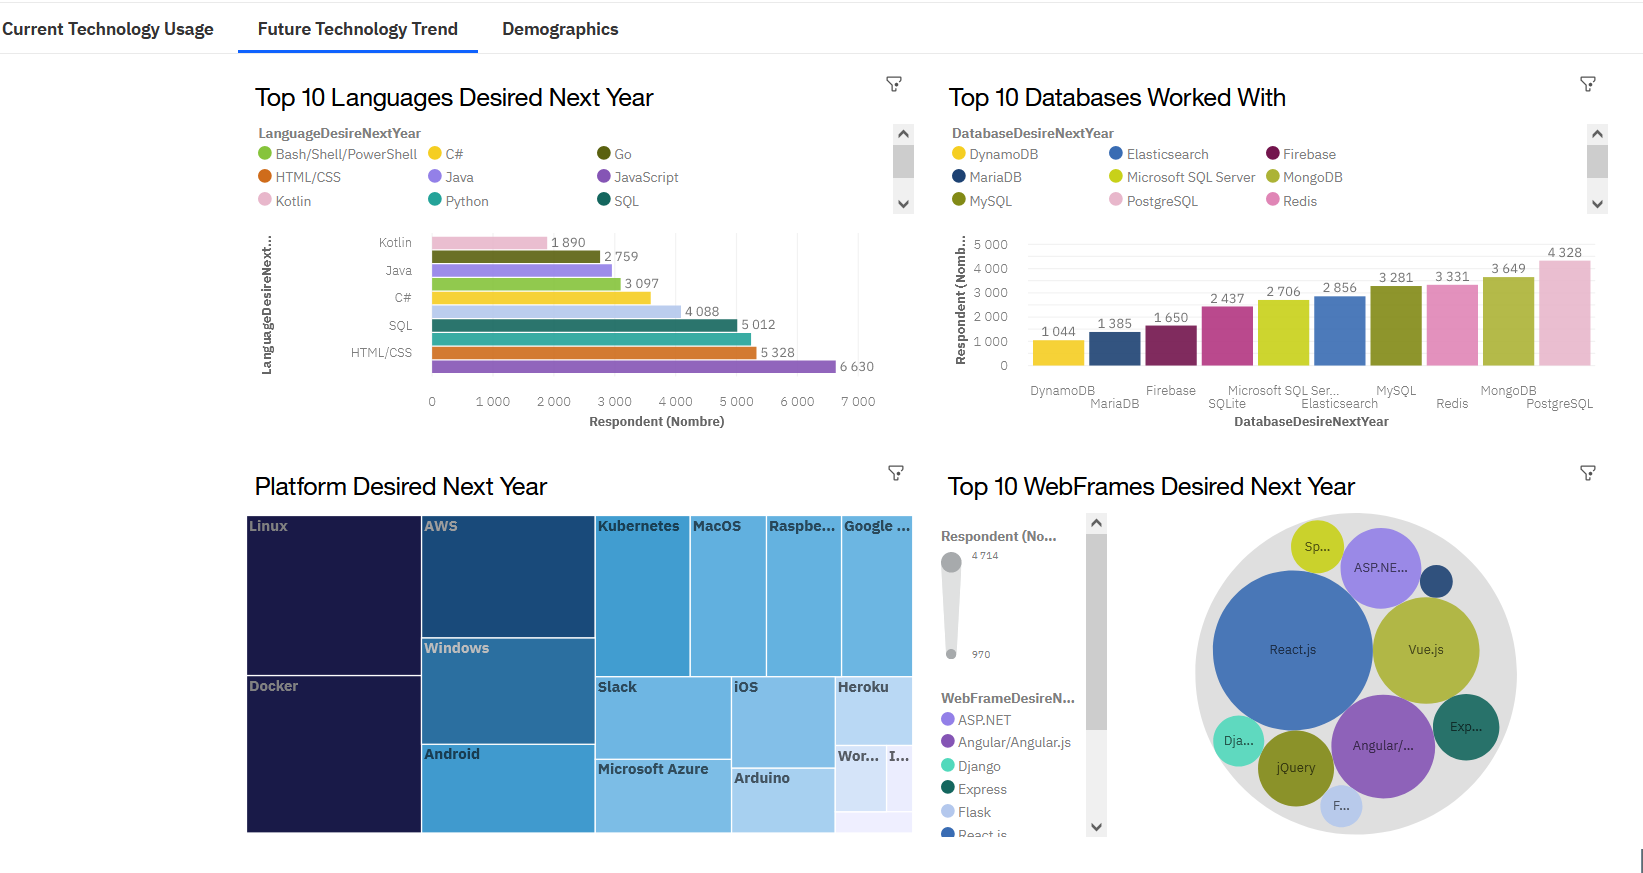 Current Technology Usage
Future Technology Trend
Demographics
Top 10 Languages Desired Next Year
LanguageDesireNextYear
Bash/Shell/PowerShell
C#
Go
HTML/CSS
Java
JavaScript
Kotlin
Python
SQL
LanguageDesireNext...
Kotlin
1 890
2 759
Java
3 097
C#
4 088
SQL
5 012
HTML/CSS
5 328
6 630
0
1 000
2 000
3 000
4 000
5 000
6 000
7 000
Respondent (Nombre)
Top 10 Databases Worked With
DatabaseDesireNextYear
DynamoDB
Elasticsearch
Firebase
MariaDB
Microsoft SQL Server
MongoDB
MySQL
PostgreSQL
Redis
Respondent (Nomb...
5 000
4 000
3 000
2 000
1 000
0
1 044
1 385
1 650
2 437
2 706
2 856
3 281
3 331
3 649
4 328
DynamoDB
MariaDB
Firebase
SQLite
Microsoft SQL Ser...
Elasticsearch
MySQL
Redis
MongoDB
PostgreSQL
DatabaseDesireNextYear
Platform Desired Next Year
Linux
AWS
Kubernetes
MacOS
Raspbe...
Google ...
Windows
Docker
Slack
iOS
Heroku
Android
Wor...
I...
Microsoft Azure
Arduino
Top 10 WebFrames Desired Next Year
Respondent (No...
4 714
970
WebFrameDesireN...
ASP.NET
Angular/Angular.js
Django
Express
Flask
React.js
Sp...
ASP.NE...
React.js
Vue.js
Exp...
Dja...
Angular/...
jQuery
F...